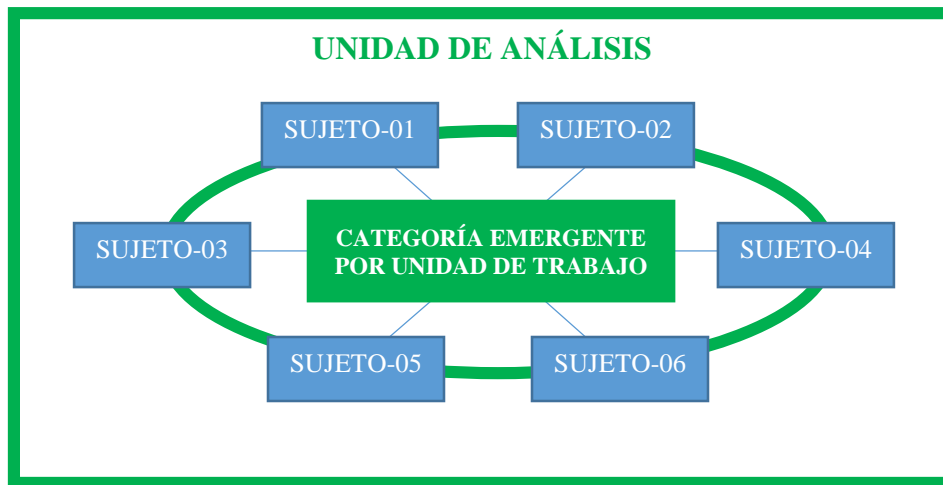 UNIDAD DE ANÁLISIS
SUJETO-01
SUJETO-02
SUJETO-03
CATEGORÍA EMERGENTE
POR UNIDAD DE TRABAJO
SUJETO-04
SUJETO-05
SUJETO-06